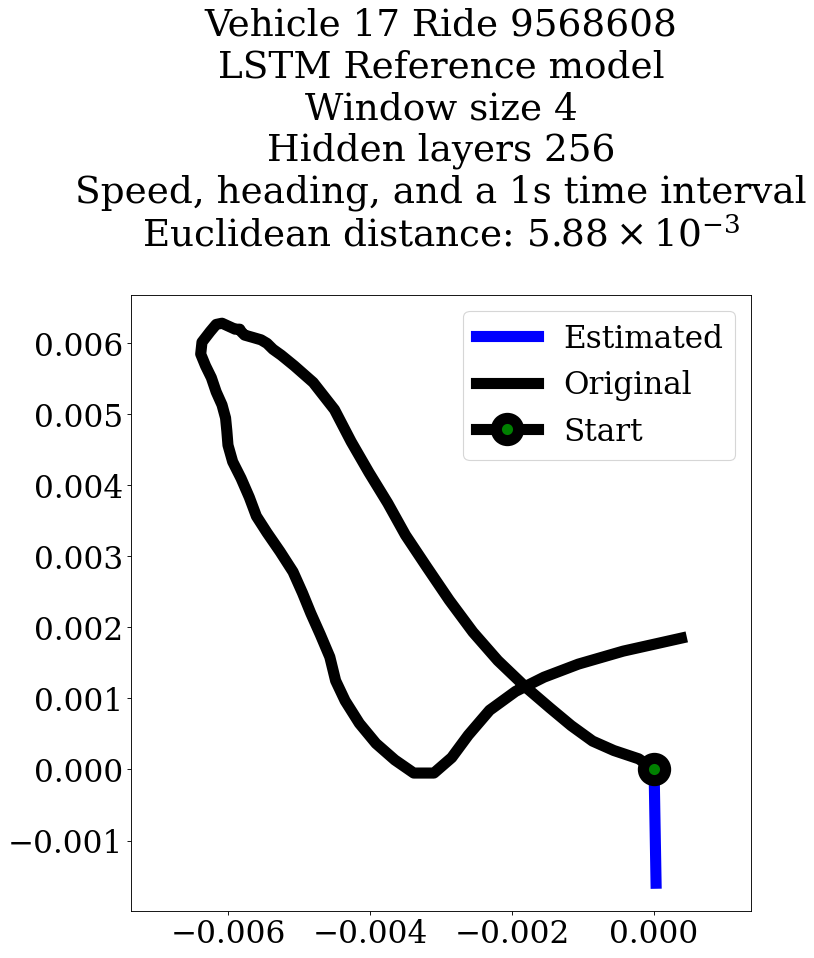 Vehicle 17 Ride 9568608
LSTM Reference model
Window size 4
Hidden layers 256
Speed, heading, and a 1s time interval
Euclidean distance: 5.88 × 10⁻³
Estimated
Original
Start
0.006
0.005
0.004
0.003
0.002
0.001
0.000
−0.001
−0.006 −0.004 −0.002 0.000